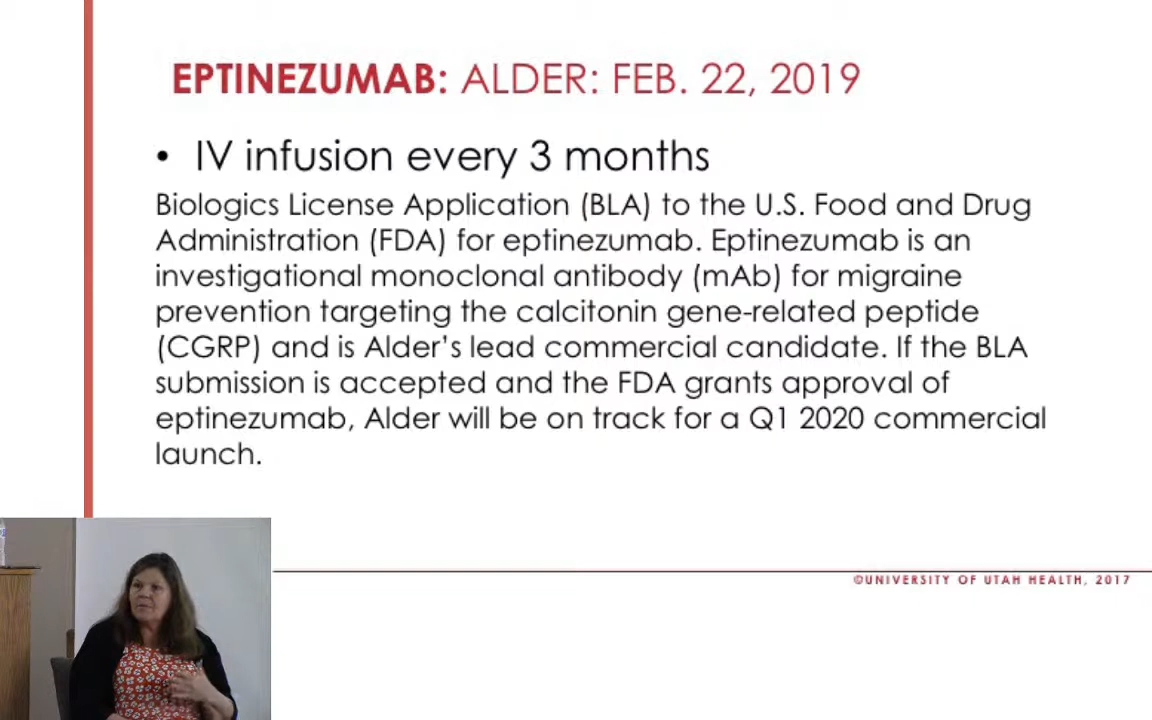 EPTINEZUMAB: ALDER: FEB. 22, 2019
• IV infusion every 3 months
Biologics License Application (BLA) to the U.S. Food and Drug
Administration (FDA) for eptinezumab. Eptinezumab is an
investigational monoclonal antibody (mAb) for migraine
prevention targeting the calcitonin gene-related peptide
(CGRP) and is Alder’s lead commercial candidate. If the BLA
submission is accepted and the FDA grants approval of
eptinezumab, Alder will be on track for a Q1 2020 commercial
launch.
©UNIVERSITY OF UTAH HEALTH, 2017